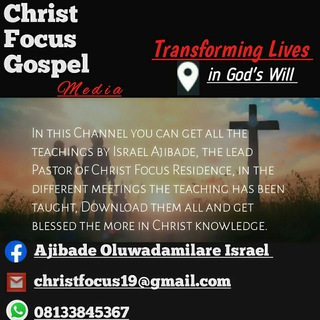 Christ
Focus
Gospel
Media
Transforming Lives
in God's Will
In this Channel you can get all the
teachings by Israel Ajibade, the lead
Pastor of Christ Focus Residence, in the
different meetings the teaching has been
taught, Download them all and get
blessed the more in Christ knowledge.
Ajibade Oluwadamilare Israel
christfocus19@gmail.com
08133845367